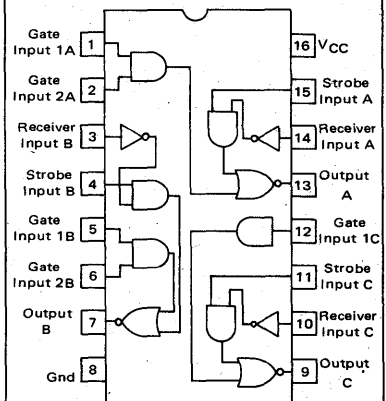 Gate
Input 1A
1
Gate
Input 2A
2
Receiver
Input B
3
Strobe
Input B
4
Gate
Input 1B
5
Gate
Input 2B
6
Output
B
7
Gnd
8
16
VCC
15
Strobe
Input A
14
Receiver
Input A
13
Output
A
12
Gate
Input 1C
11
Strobe
Input C
10
Receiver
Input C
9
Output
C